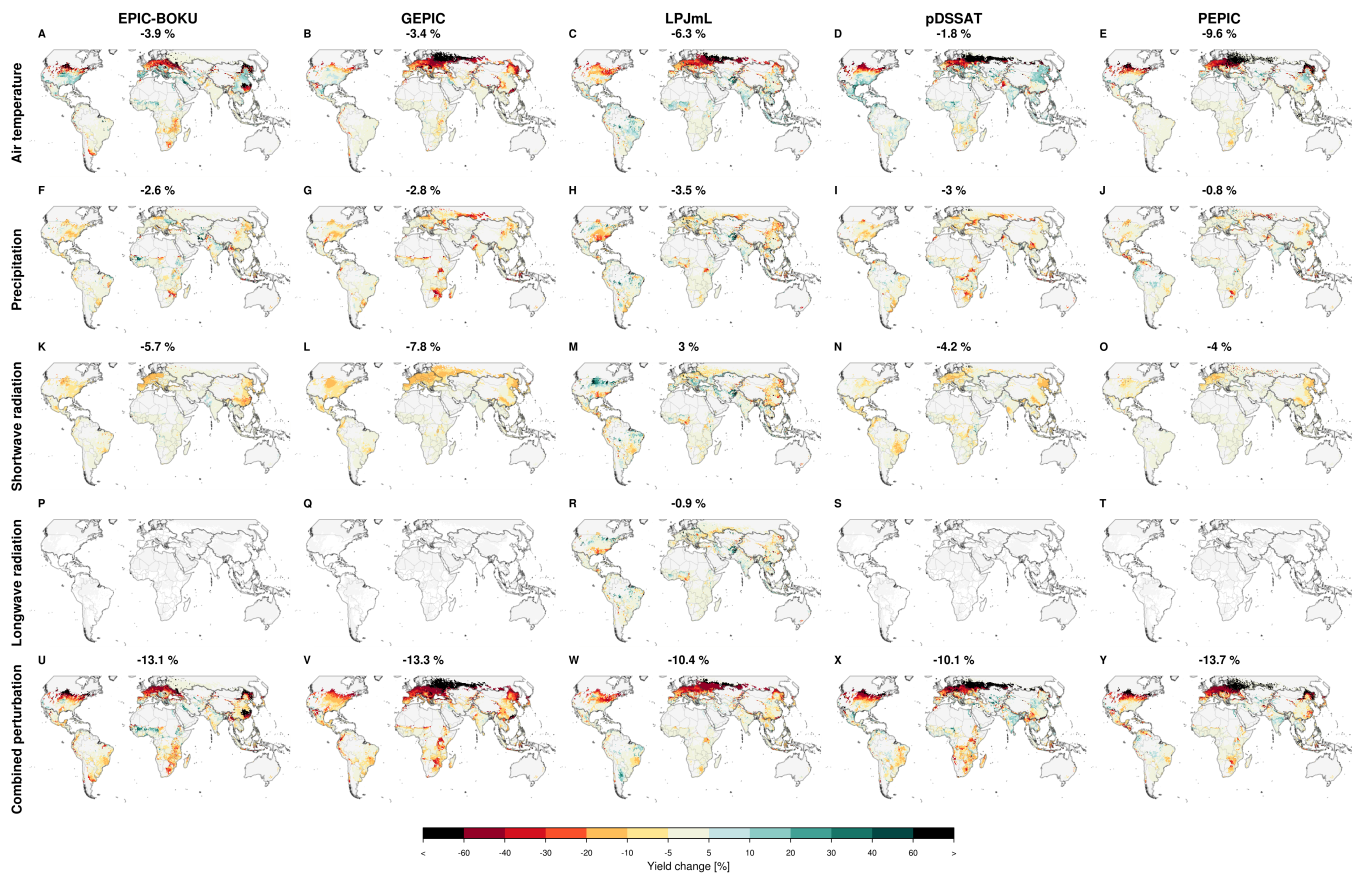 EPIC-BOKU GEPIC LPJmL pDSSAT PEPIC
A -3.9 % B -3.4 % C -6.3 % D -1.8 % E -9.6 %
Air temperature
F -2.6 % G -2.8 % H -3.5 % I -3 % J -0.8 %
Precipitation
K -5.7 % L -7.8 % M 3 % N -4.2 % O -4 %
Shortwave radiation
P Q R -0.9 % S T
Longwave radiation
U -13.1 % V -13.3 % W -10.4 % X -10.1 % Y -13.7 %
Combined perturbation
< -60 -40 -30 -20 -10 -5 5 10 20 30 40 60 >
Yield change [%]